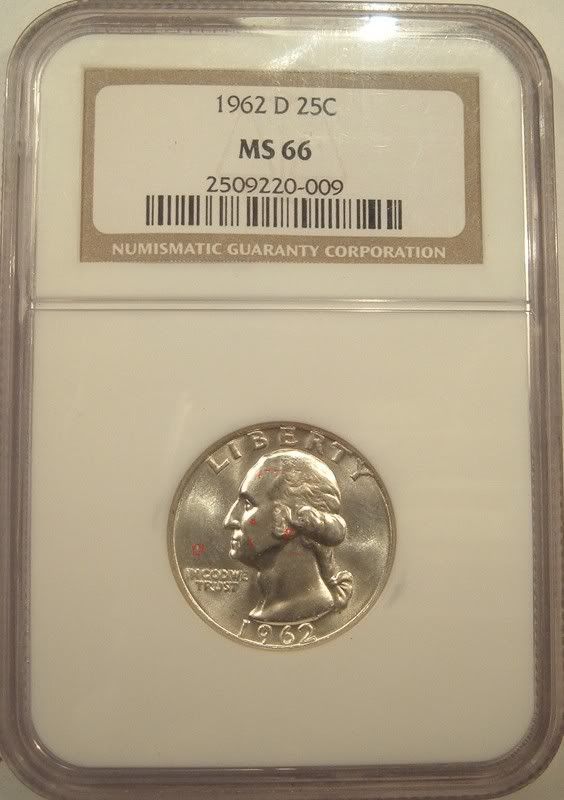 1962 D 25C
MS 66
2509220-009
NUMISMATIC GUARANTY CORPORATION
LIBERTY
IN GOD WE
TRUST
1962